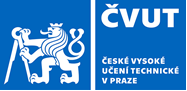 ČVUT
ČESKÉ VYSOKÉ
UČENÍ TECHNICKÉ
V PRAZE